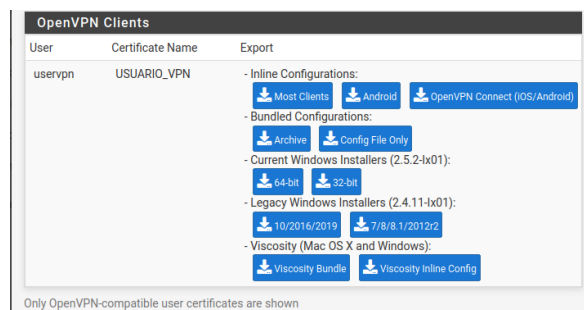 OpenVPN Clients
User Certificate Name Export
uservpn USUARIO_VPN - Inline Configurations:
Most Clients Android OpenVPN Connect (iOS/Android)
- Bundled Configurations:
Archive Config File Only
- Current Windows Installers (2.5.2-Ix01):
64-bit 32-bit
- Legacy Windows Installers (2.4.11-Ix01):
10/2016/2019 7/8/8.1/2012r2
- Viscosity (Mac OS X and Windows):
Viscosity Bundle Viscosity Inline Config
Only OpenVPN-compatible user certificates are shown